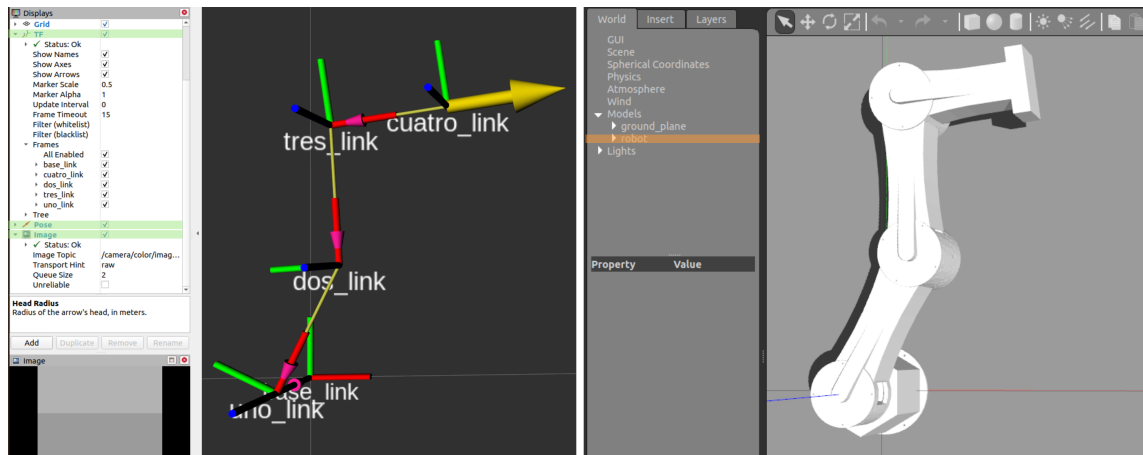 Displays
Grid
TF
Status: Ok
Show Names
Show Axes
Show Arrows
Marker Scale 0.5
Marker Alpha 1
Update Interval 0
Frame Timeout 15
Filter (whitelist)
Filter (blacklist)
Frames
All Enabled
base_link
cuatro_link
dos_link
tres_link
uno_link
Tree
Pose
Image
Status: Ok
Image Topic /camera/color/imag...
Transport Hint raw
Queue Size 2
Unreliable
Head Radius
Radius of the arrow's head, in meters.
Add Duplicate Remove Rename
Image
cuatro_link
tres_link
dos_link
base_link
uno_link
World Insert Layers
GUI
Scene
Spherical Coordinates
Physics
Atmosphere
Wind
Models
ground_plane
robot
Lights
Property Value